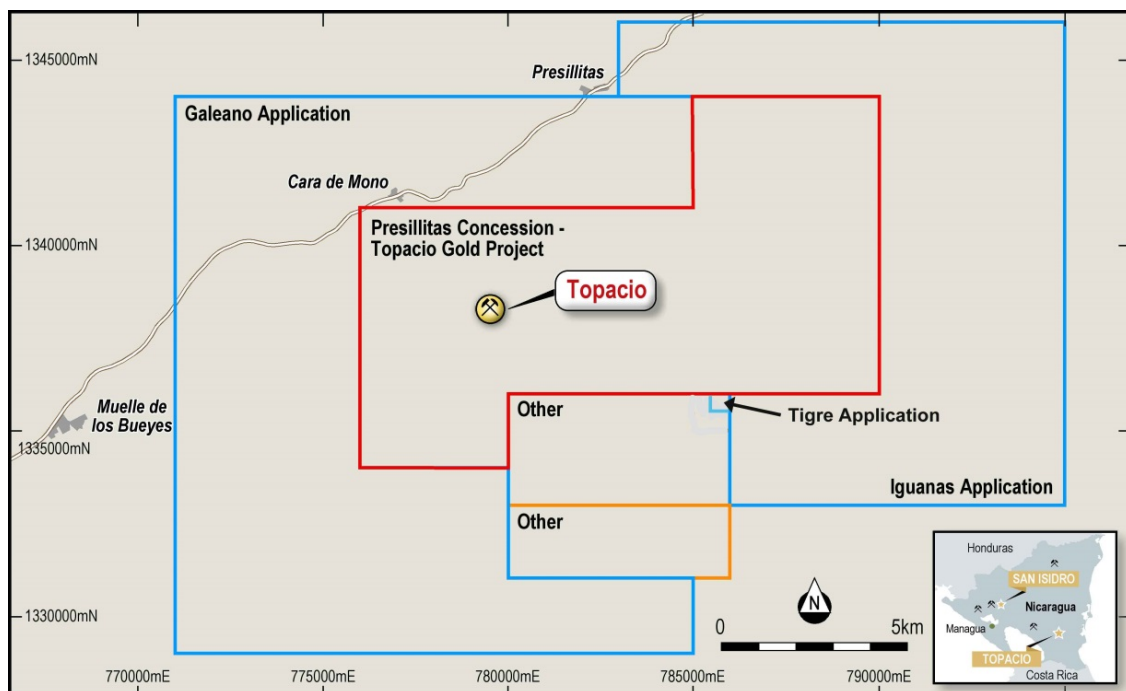 1345000mN
Presillitas
Galeano Application
Cara de Mono
Presillitas Concession -
Topacio Gold Project
1340000mN
Topacio
Muelle de
los Bueyes
Other
Tigre Application
1335000mN
Iguanas Application
Other
1330000mN
N
0
5km
770000mE
775000mE
780000mE
785000mE
790000mE
Honduras
SAN ISIDRO
Nicaragua
Managua
TOPACIO
Costa Rica